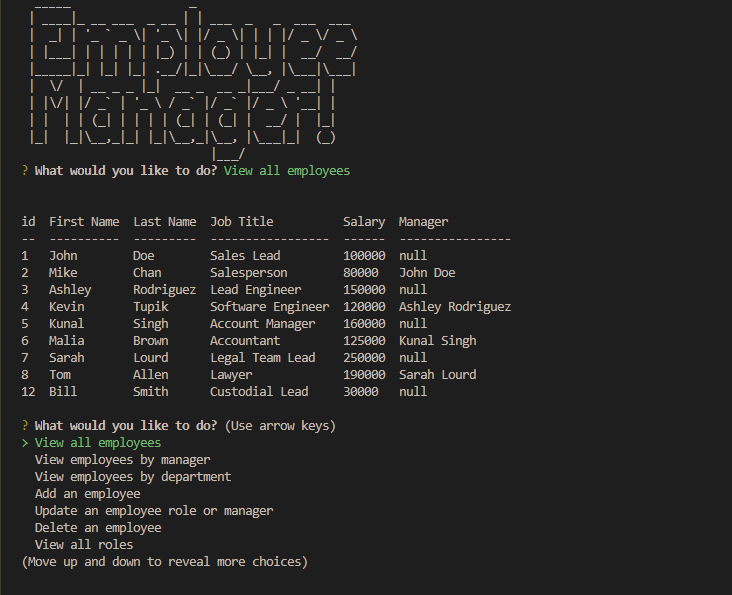 Employee
Manager!
? What would you like to do? View all employees
id First Name Last Name Job Title Salary Manager
-- ---------- --------- ----------------- ------ ----------------
1 John Doe Sales Lead 100000 null
2 Mike Chan Salesperson 80000 John Doe
3 Ashley Rodriguez Lead Engineer 150000 null
4 Kevin Tupik Software Engineer 120000 Ashley Rodriguez
5 Kunal Singh Account Manager 160000 null
6 Malia Brown Accountant 125000 Kunal Singh
7 Sarah Lourd Legal Team Lead 250000 null
8 Tom Allen Lawyer 190000 Sarah Lourd
12 Bill Smith Custodial Lead 30000 null
? What would you like to do? (Use arrow keys)
> View all employees
View employees by manager
View employees by department
Add an employee
Update an employee role or manager
Delete an employee
View all roles
(Move up and down to reveal more choices)